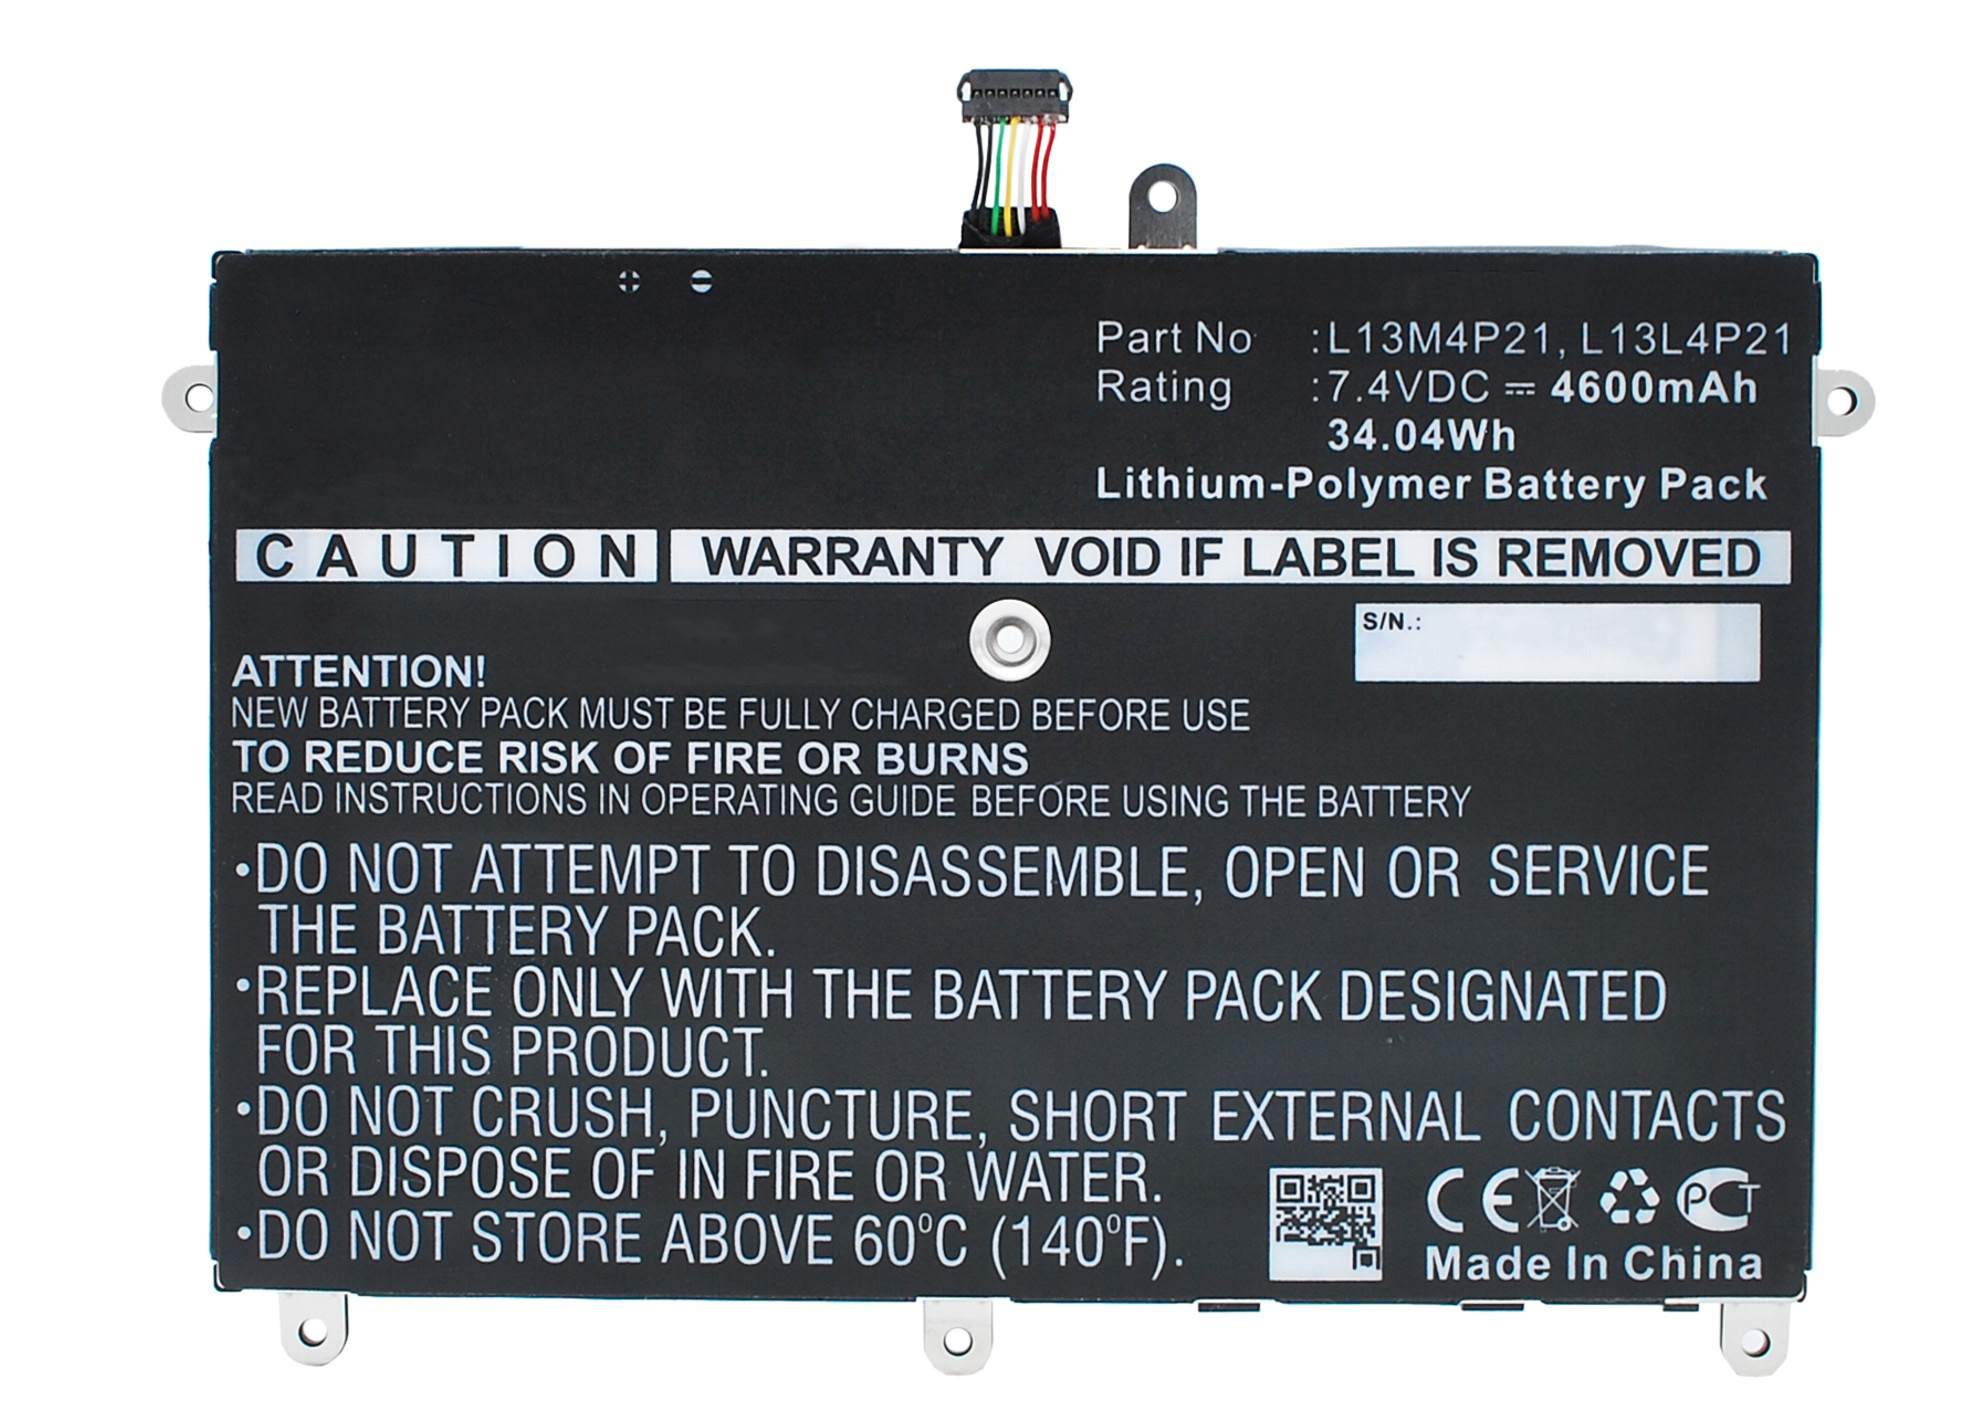 Part No :L13M4P21, L13L4P21
Rating :7.4VDC ⎓ 4600mAh
34.04Wh
Lithium-Polymer Battery Pack
CAUTION WARRANTY VOID IF LABEL IS REMOVED
S/N.:
ATTENTION!
NEW BATTERY PACK MUST BE FULLY CHARGED BEFORE USE
TO REDUCE RISK OF FIRE OR BURNS
READ INSTRUCTIONS IN OPERATING GUIDE BEFORE USING THE BATTERY
•DO NOT ATTEMPT TO DISASSEMBLE, OPEN OR SERVICE
THE BATTERY PACK.
•REPLACE ONLY WITH THE BATTERY PACK DESIGNATED
FOR THIS PRODUCT.
•DO NOT CRUSH, PUNCTURE, SHORT EXTERNAL CONTACTS
OR DISPOSE OF IN FIRE OR WATER.
•DO NOT STORE ABOVE 60°C (140°F).
CE PCT
Made In China